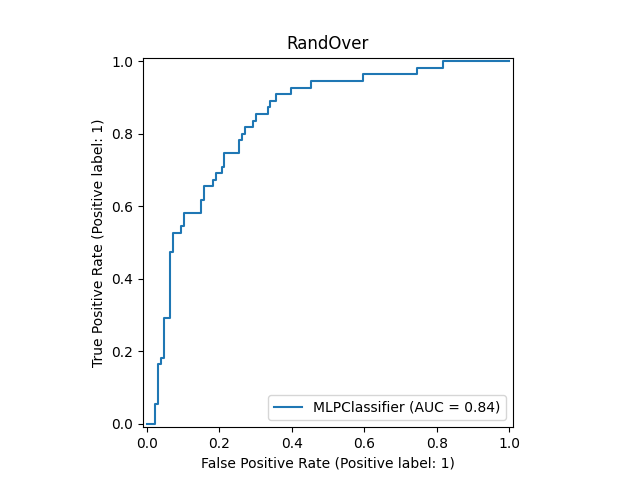 RandOver
1.0
0.8
0.6
0.4
0.2
0.0
True Positive Rate (Positive label: 1)
MLPClassifier (AUC = 0.84)
0.0 0.2 0.4 0.6 0.8 1.0
False Positive Rate (Positive label: 1)